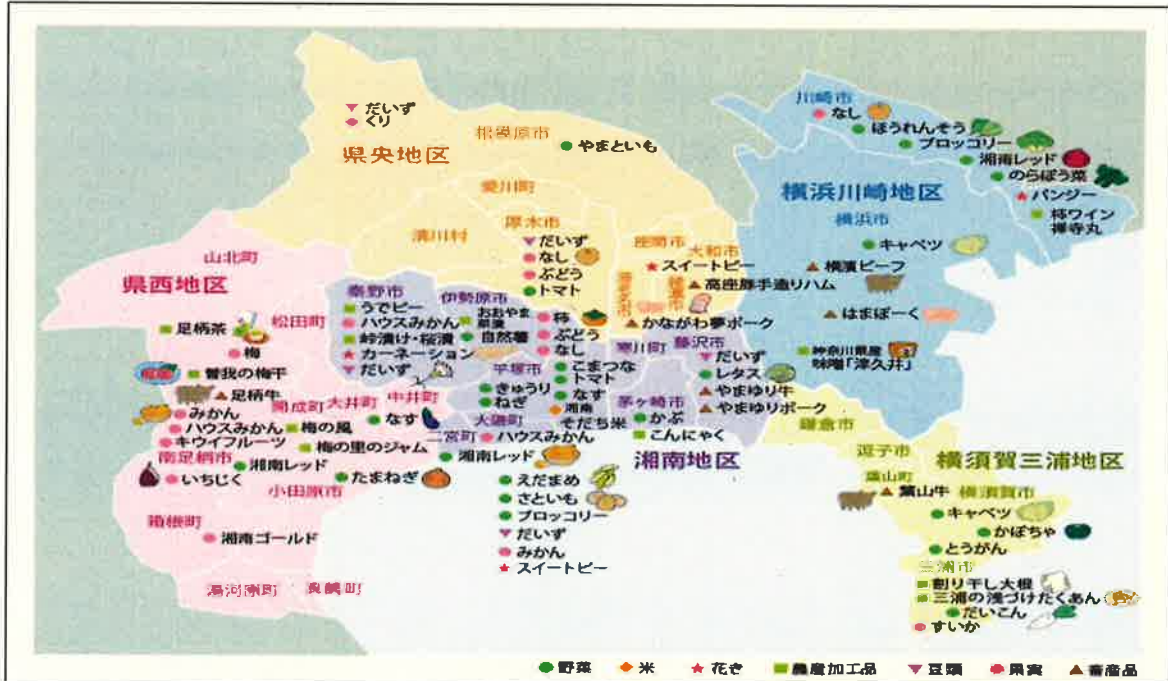 だいず
くり
相模原市
県央地区
やまといも
愛川町
清川村
厚木市
だいず
なし
ぶどう
トマト
座間市
大和市
スイートピー
海老名市
綾瀬市
高座豚手造りハム
かながわ夢ポーク
川崎市
なし
ほうれんそう
ブロッコリー
湘南レッド
のらぼう菜
パンジー
柿ワイン
禅寺丸
横浜川崎地区
横浜市
キャベツ
横濱ビーフ
はまぽーく
神奈川県産
味噌「津久井」
山北町
県西地区
松田町
足柄茶
梅
曽我の梅干
足柄牛
みかん
ハウスみかん
キウイフルーツ
開成町
大井町
中井町
梅の風
なす
梅の里のジャム
南足柄市
湘南レッド
いちじく
たまねぎ
小田原市
箱根町
湘南ゴールド
湯河原町
真鶴町
秦野市
うでピー
ハウスみかん
峠漬け・桜漬
カーネーション
だいず
伊勢原市
おおやま
自然薯
柿
ぶどう
なし
平塚市
こまつな
トマト
きゅうり
ねぎ
なす
湘南
そだち米
大磯町
二宮町
ハウスみかん
湘南レッド
えだまめ
さといも
ブロッコリー
だいず
みかん
スイートピー
寒川町
藤沢市
だいず
レタス
やまゆり牛
やまゆりポーク
茅ヶ崎市
かぶ
こんにゃく
湘南地区
鎌倉市
逗子市
横須賀三浦地区
葉山町
葉山牛
横須賀市
キャベツ
かぼちゃ
とうがん
三浦市
割り干し大根
三浦の浅づけたくあん
だいこん
すいか
野菜
米
花き
農産加工品
豆類
果実
畜産品